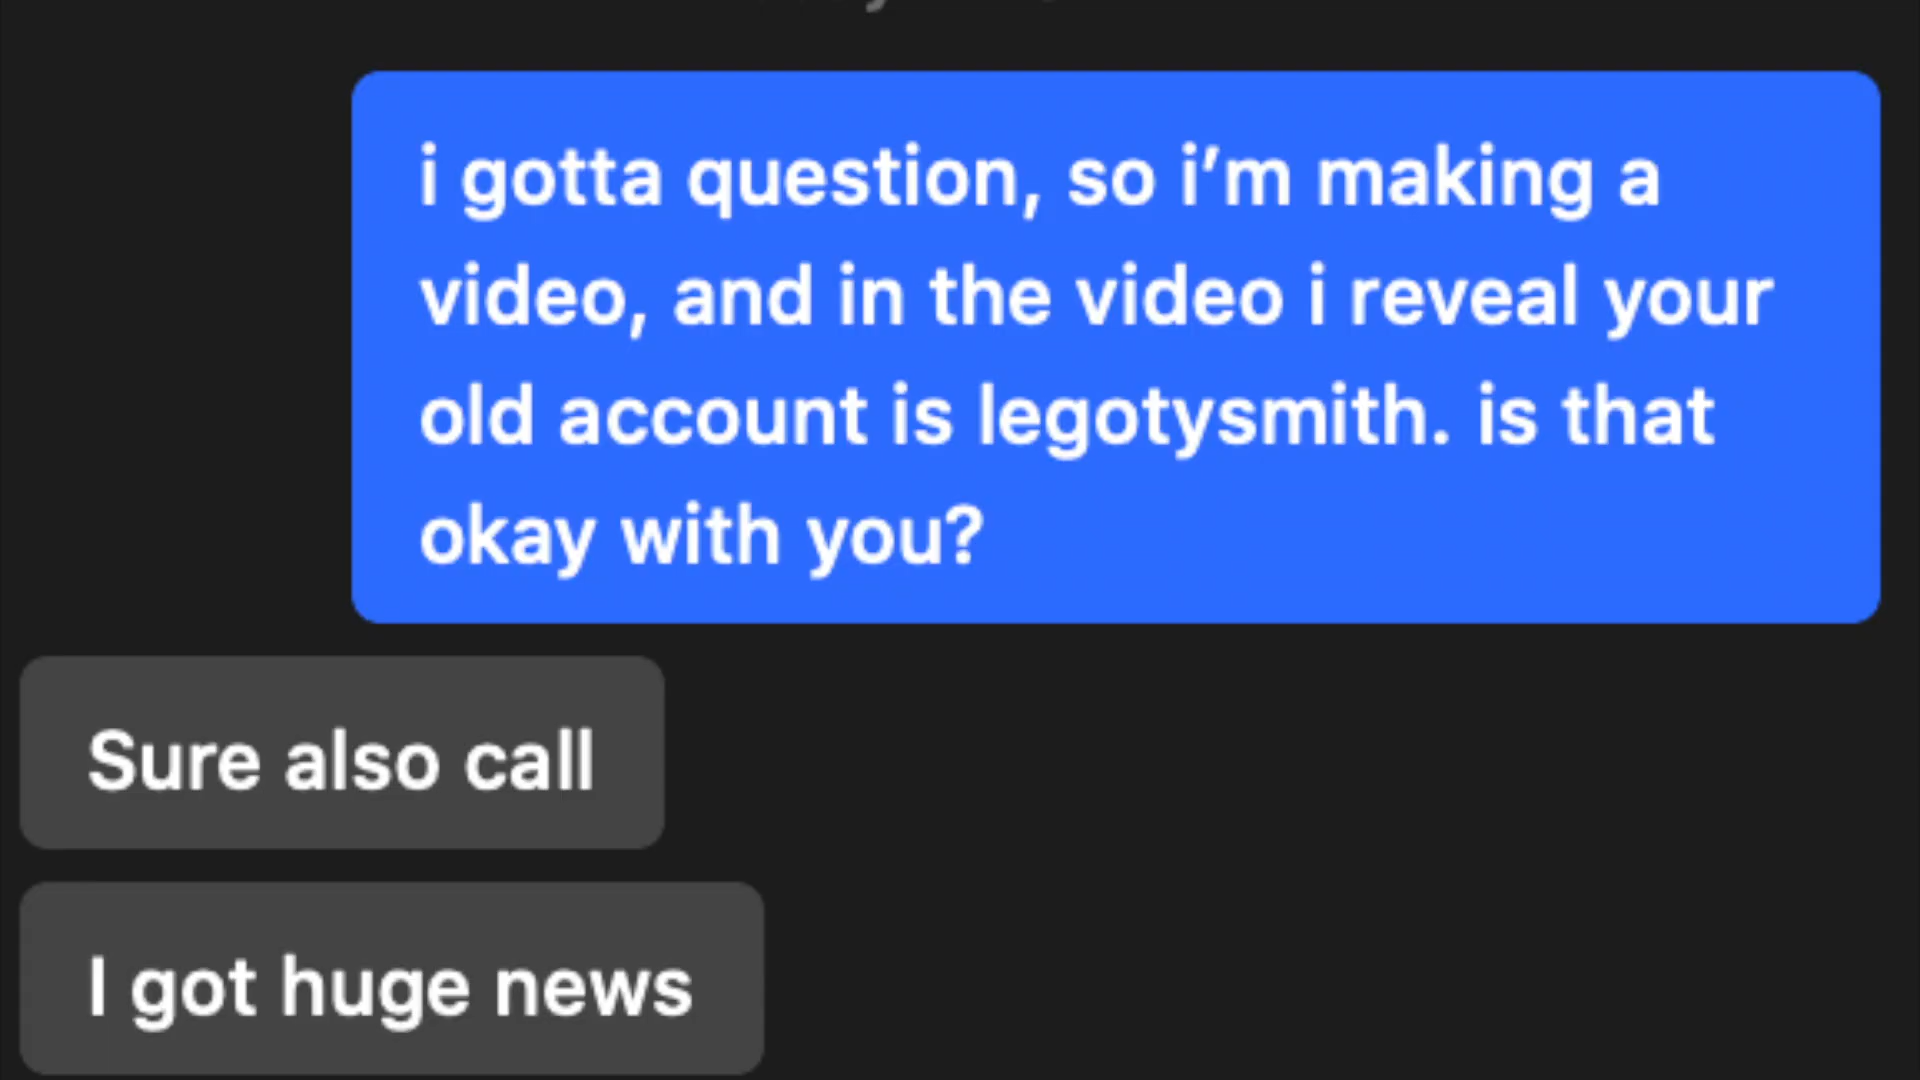 i gotta question, so i’m making a
video, and in the video i reveal your
old account is legotysmith. is that
okay with you?
Sure also call
I got huge news